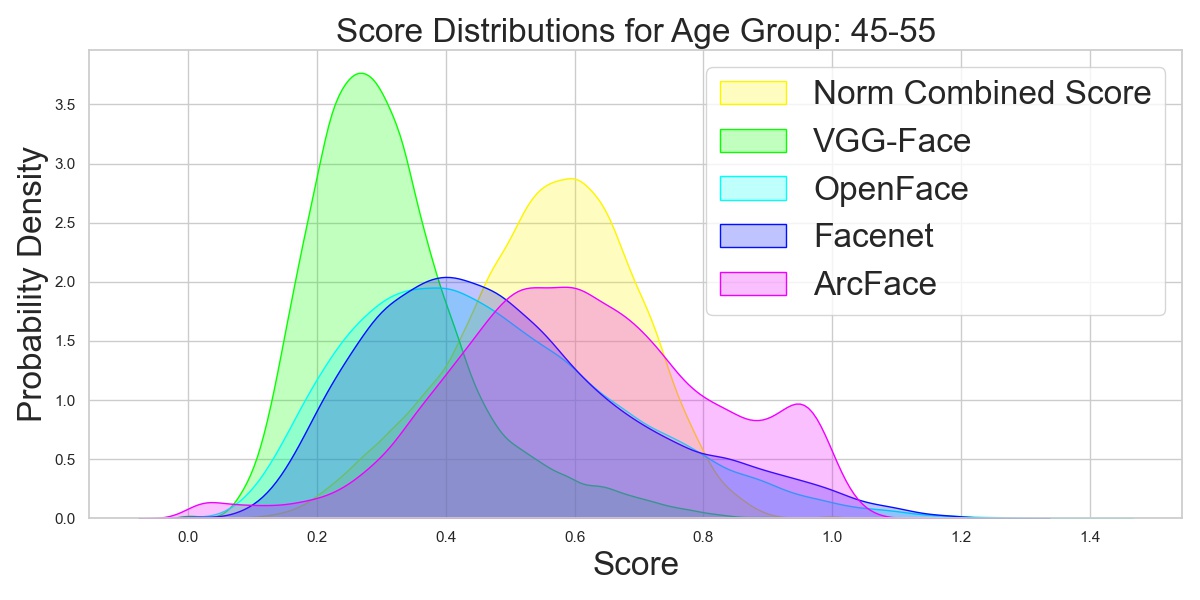 Score Distributions for Age Group: 45-55
Probability Density
3.5
3.0
2.5
2.0
1.5
1.0
0.5
0.0
Norm Combined Score
VGG-Face
OpenFace
Facenet
ArcFace
0.0 0.2 0.4 0.6 0.8 1.0 1.2 1.4
Score